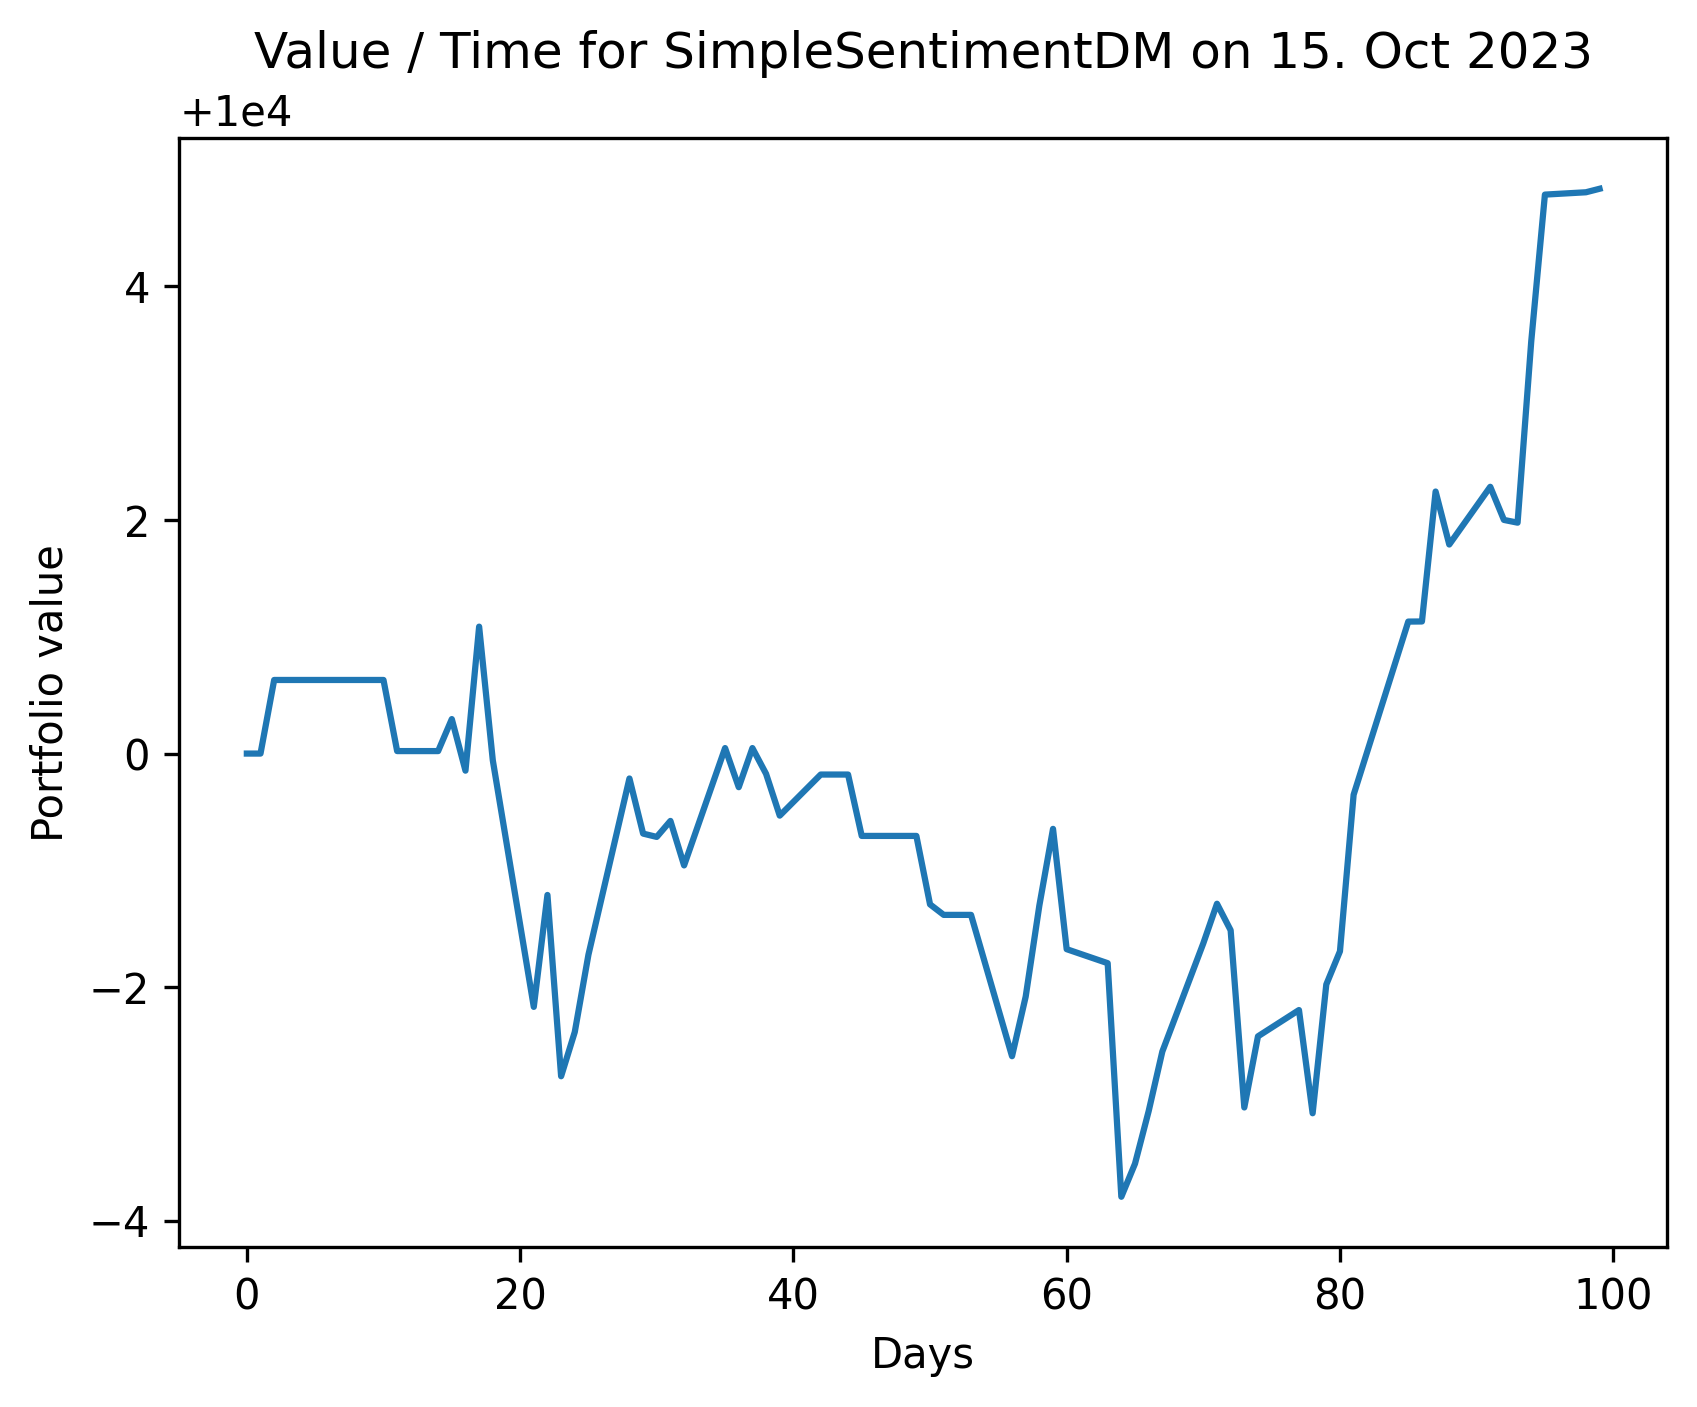 Value / Time for SimpleSentimentDM on 15. Oct 2023
+1e4
4
2
0
−2
−4
Portfolio value
0 20 40 60 80 100
Days